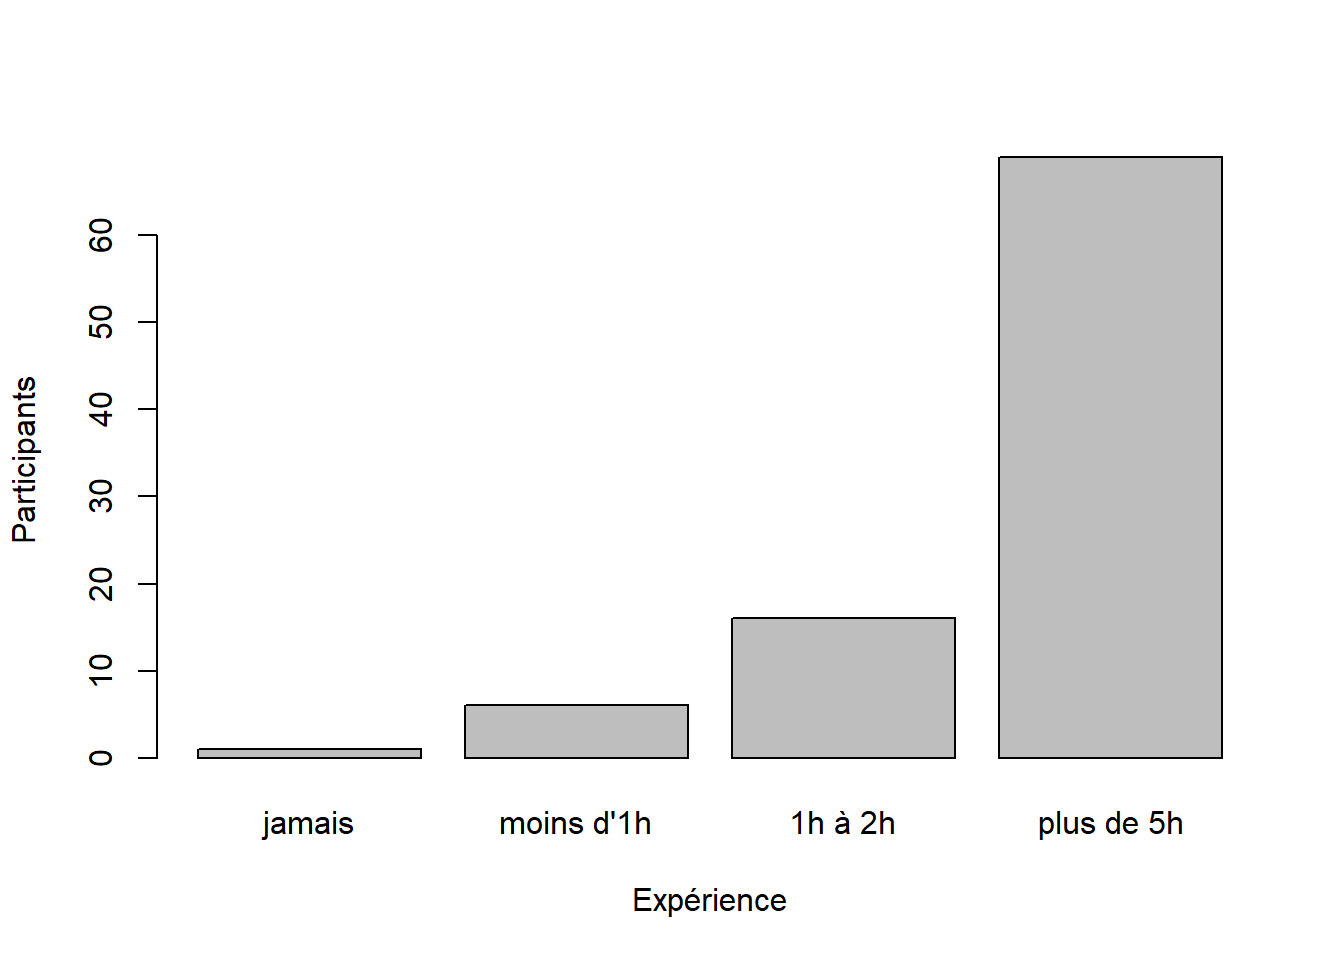 60
50
40
30
20
10
0
Participants
jamais
moins d'1h
1h à 2h
plus de 5h
Expérience